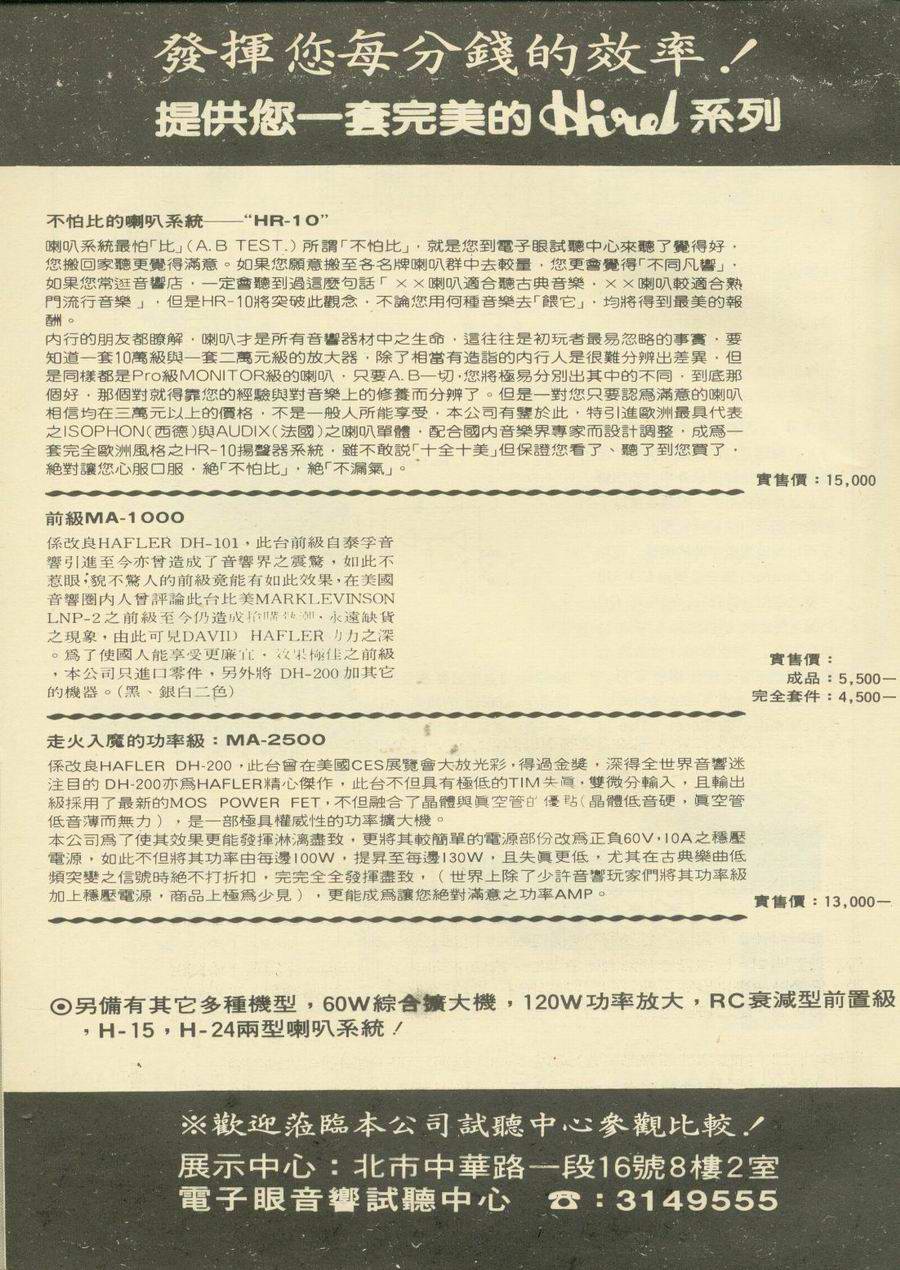 發揮您每分錢的效率！
提供您一套完美的Hirel系列
不怕比的喇叭系統——“HR-10”
喇叭系統最怕「比」(A.B TEST.) 所謂「不怕比」，就是您到電子眼試聽中心來聽了覺得好，
您搬回家聽更覺得滿意。如果您願意搬至各名牌喇叭群中去較量，您更會覺得「不同凡響」，
如果您常逛音響店，一定會聽到過這麼句話「××喇叭適合聽古典音樂，××喇叭較適合熱
門流行音樂」，但是HR-10將突破此觀念，不論您用何種音樂去「餵它」，均將得到最美的報
酬。
內行的朋友都瞭解，喇叭才是所有音響器材中之生命，這往往是初玩者最易忽略的事實，要
知道一套10萬級與一套二萬元級的放大器，除了相當有造詣的內行人是很難分辨出差異，但
是同樣都是Pro級MONITOR級的喇叭，只要A.B一切，您將極易分別出其中的不同，到底那
個好，那個對就得靠您的經驗與對音樂上的修養而分辨了。但是一對您只要認爲滿意的喇叭
相信均在三萬元以上的價格，不是一般人所能享受，本公司有鑒於此，特引進歐洲最具代表
之ISOPHON(西德)與AUDIX(法國)之喇叭單體，配合國內音樂界專家而設計調整，成爲一
套完全歐洲風格之HR-10揚聲器系統，雖不敢説「十全十美」但保證您看了、聽了到您買了，
絶對讓您心服口服，絶「不怕比」，絶「不漏氣」。
實售價：15,000
前級MA-1000
係改良HAFLER DH-101，此台前級自泰孚音
響引進至今亦曾造成了音響界之震驚，如此不
惹眼；貌不驚人的前級竟能有如此效果，在美國
音響圈內人曾評論此台比美MARKLEVINSON
LNP-2之前級至今仍造成搶購 ，永遠缺貨
之現象，由此可見DAVID HAFLER功力之深
。爲了使國人能享受更廉宜，效果極佳之前級
，本公司只進口零件，另外將 DH-200加其它
的機器。(黑、銀白二色)
實售價：
成品：5,500—
完全套件：4,500—
走火入魔的功率級：MA-2500
係改良HAFLER DH-200，此台曾在美國CES展覽會大放光彩，得過金獎，深得全世界音響迷
注目的 DH-200亦爲HAFLER精心傑作，此台不但具有極低的TIM失眞，雙微分輸入，且輸出
級採用了最新的MOS POWER FET，不但融合了晶體與眞空管的優點(晶體低音硬，眞空管
低音薄而無力)，是一部極具權威性的功率擴大機。
本公司爲了使其效果更能發揮淋漓盡致，更將其較簡單的電源部份改爲正負60V，10A之穩壓
電源，如此不但將其功率由每邊100W，提昇至每邊130W，且失眞更低，尤其在古典樂曲低
頻突變之信號時絶不打折扣，完完全全發揮盡致，(世界上除了少許音響玩家們將其功率級
加上穩壓電源，商品上極爲少見)，更能成爲讓您絶對滿意之功率AMP。
實售價：13,000—
⊙另備有其它多種機型，60W綜合擴大機，120W功率放大，RC衰減型前置級
，H-15，H-24兩型喇叭系統！
※歡迎蒞臨本公司試聽中心參觀比較！
展示中心：北市中華路一段16號8樓2室
電子眼音響試聽中心 ☎：3149555